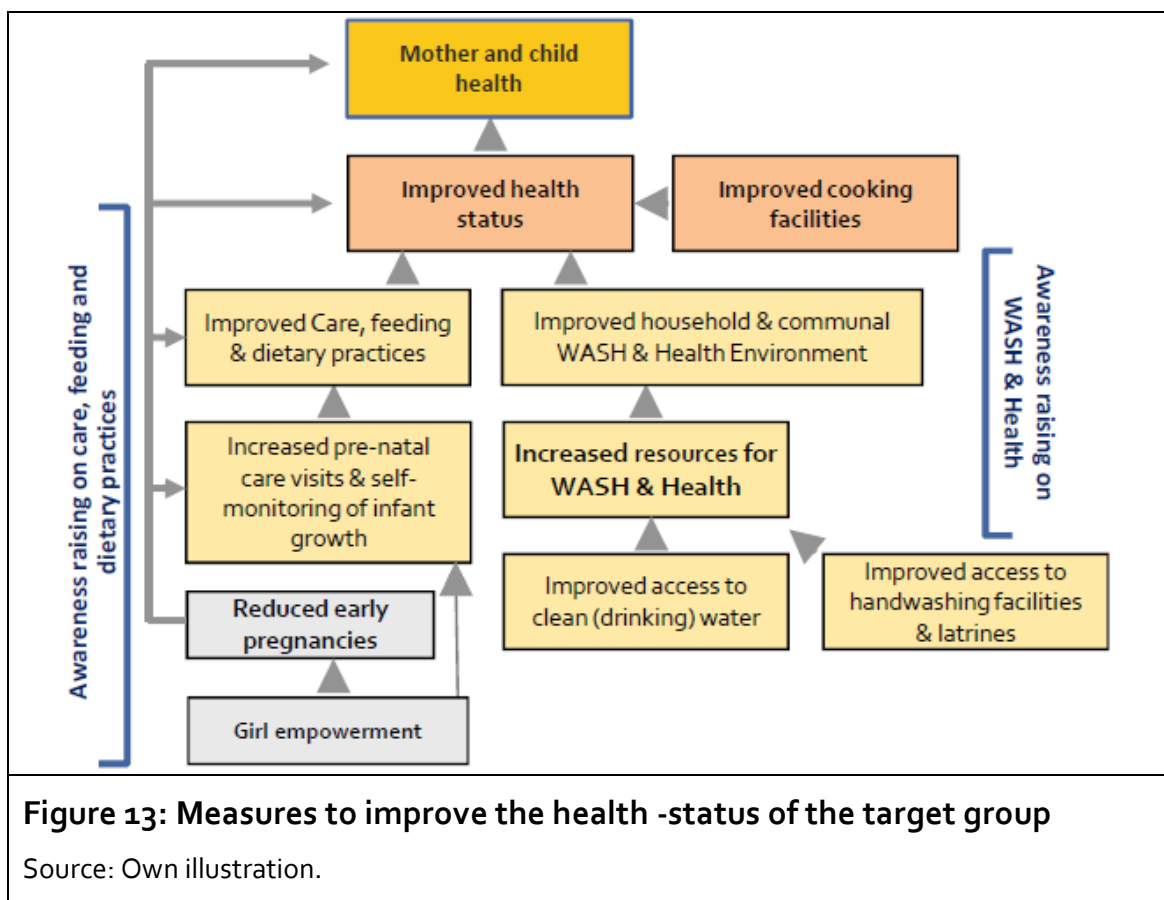 Mother and child
health
Improved health
status
Improved cooking
facilities
Awareness raising on care, feeding and
dietary practices
Improved Care, feeding
& dietary practices
Improved household & communal
WASH & Health Environment
Awareness raising on
WASH & Health
Increased pre-natal
care visits & self-
monitoring of infant
growth
Increased resources for
WASH & Health
Improved access to
clean (drinking) water
Improved access to
handwashing facilities
& latrines
Reduced early
pregnancies
Girl empowerment
Figure 13: Measures to improve the health -status of the target group
Source: Own illustration.